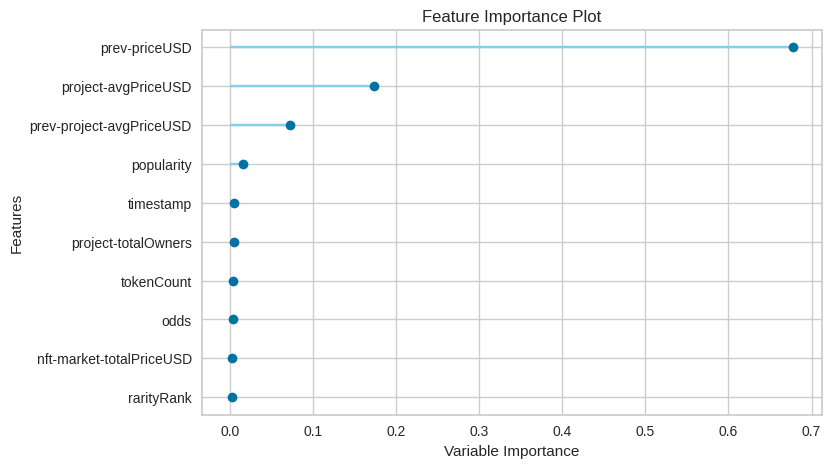 Feature Importance Plot
prev-priceUSD
project-avgPriceUSD
prev-project-avgPriceUSD
popularity
timestamp
project-totalOwners
tokenCount
odds
nft-market-totalPriceUSD
rarityRank
Features
0.0 0.1 0.2 0.3 0.4 0.5 0.6 0.7
Variable Importance